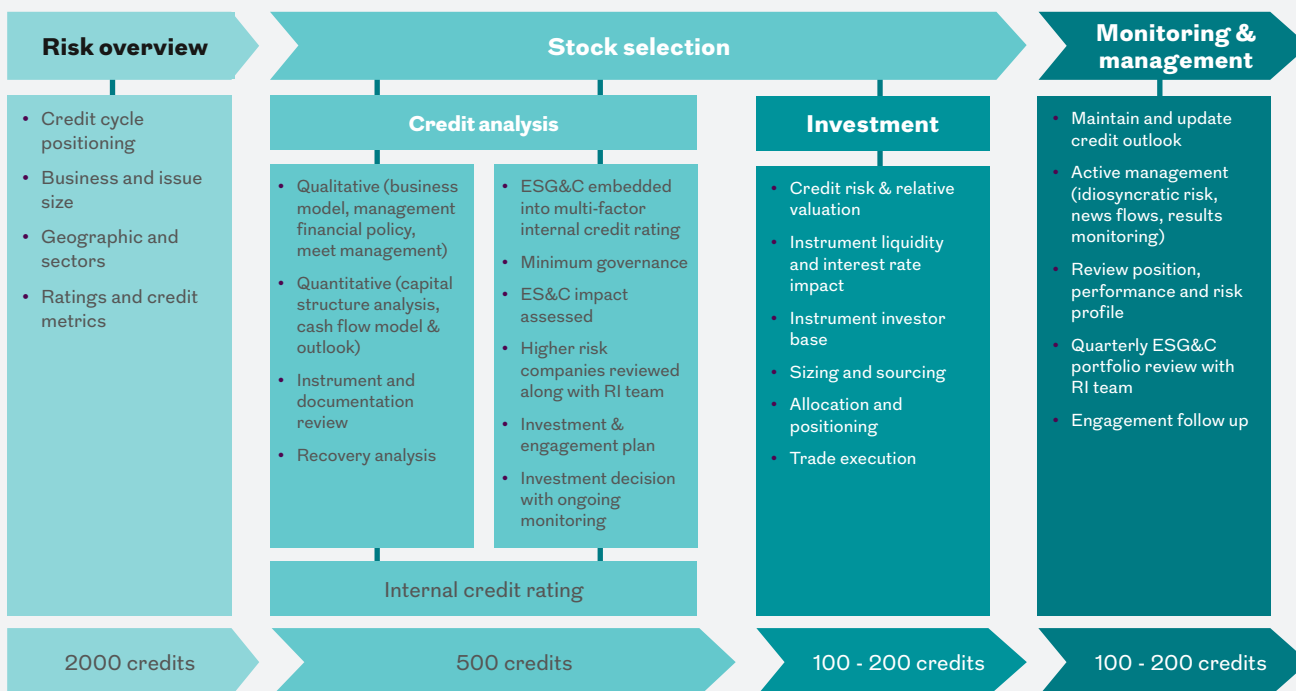 Risk overview
Stock selection
Monitoring &
management
• Credit cycle
positioning
• Business and issue
size
• Geographic and
sectors
• Ratings and credit
metrics
Credit analysis
• Qualitative (business
model, management
financial policy,
meet management)
• Quantitative (capital
structure analysis,
cash flow model &
outlook)
• Instrument and
documentation
review
• Recovery analysis
• ESG&C embedded
into multi-factor
internal credit rating
• Minimum governance
• ES&C impact
assessed
• Higher risk
companies reviewed
along with RI team
• Investment &
engagement plan
• Investment decision
with ongoing
monitoring
Internal credit rating
Investment
• Credit risk & relative
valuation
• Instrument liquidity
and interest rate
impact
• Instrument investor
base
• Sizing and sourcing
• Allocation and
positioning
• Trade execution
• Maintain and update
credit outlook
• Active management
(idiosyncratic risk,
news flows, results
monitoring)
• Review position,
performance and risk
profile
• Quarterly ESG&C
portfolio review with
RI team
• Engagement follow up
2000 credits
500 credits
100 - 200 credits
100 - 200 credits